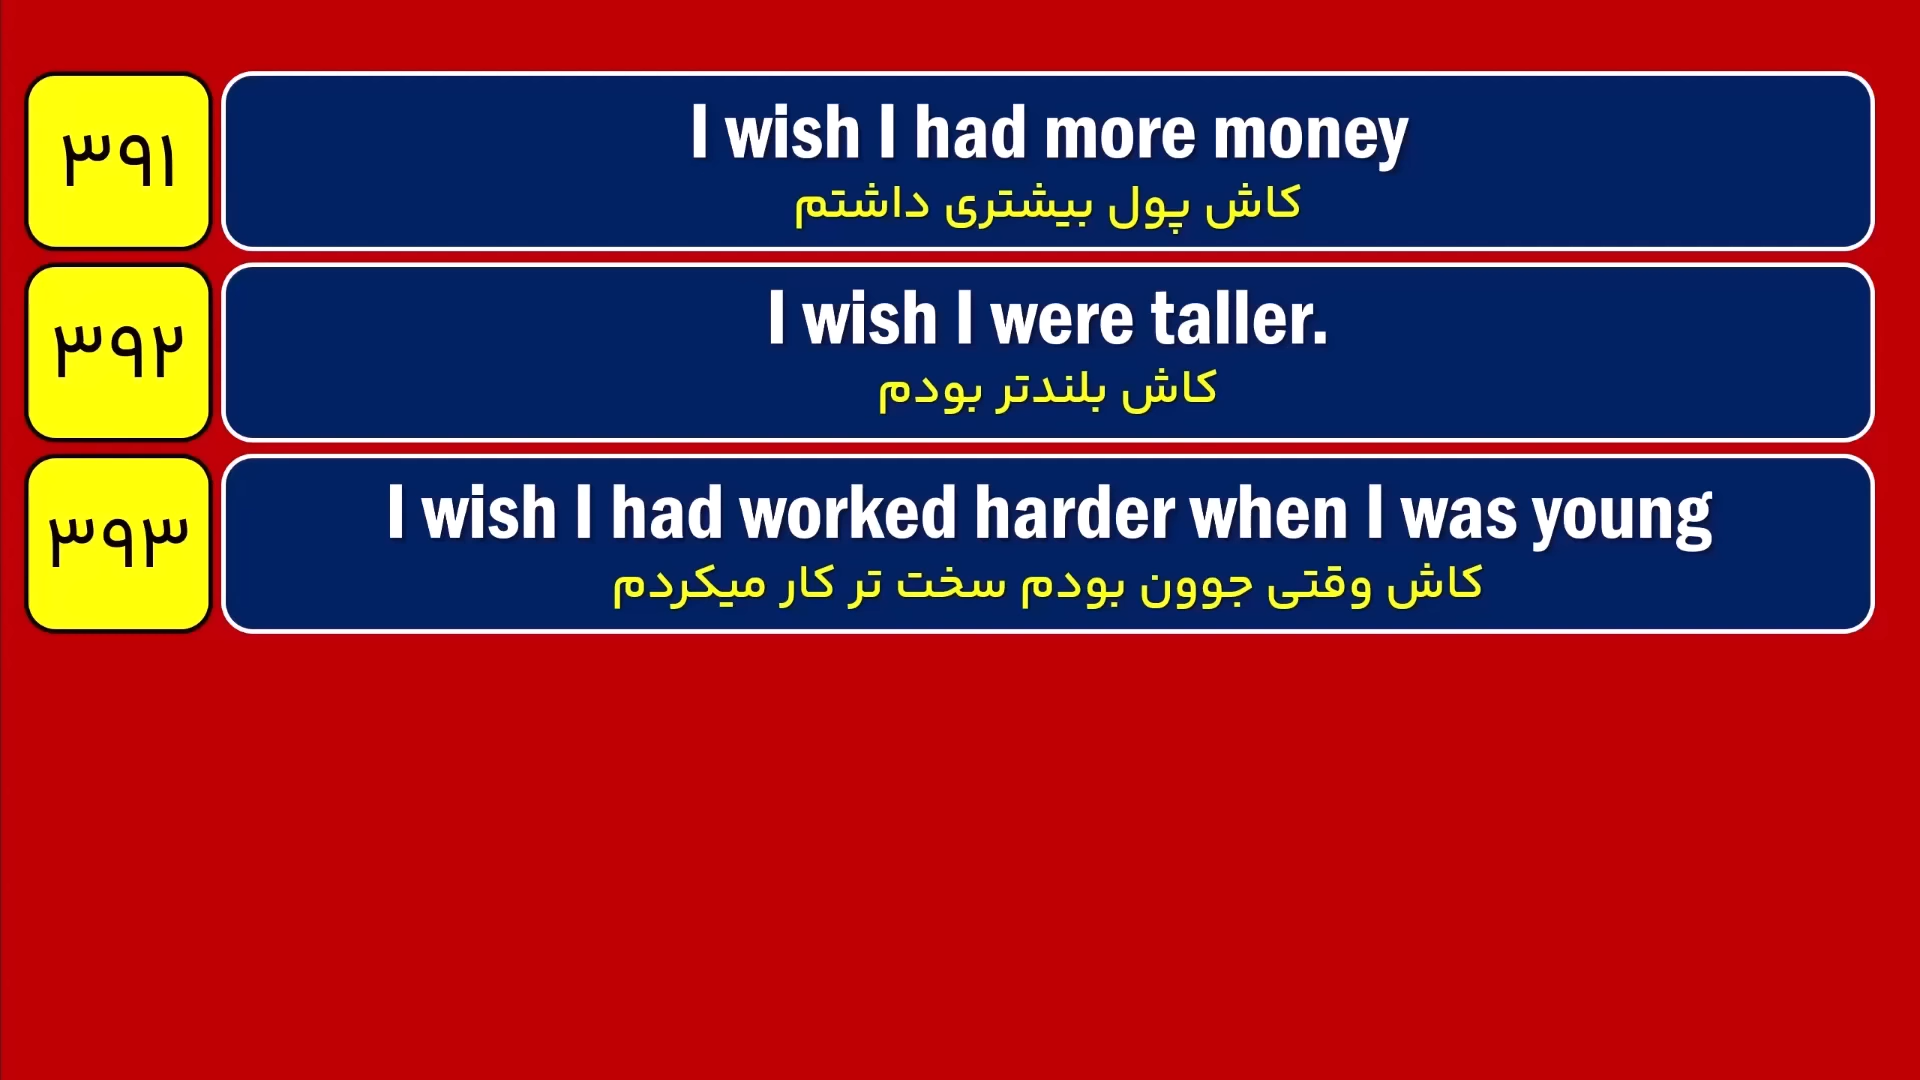 ۳۹۱
I wish I had more money
کاش پول بیشتری داشتم
۳۹۲
I wish I were taller.
کاش بلندتر بودم
۳۹۳
I wish I had worked harder when I was young
کاش وقتی جوون بودم سخت تر کار میکردم